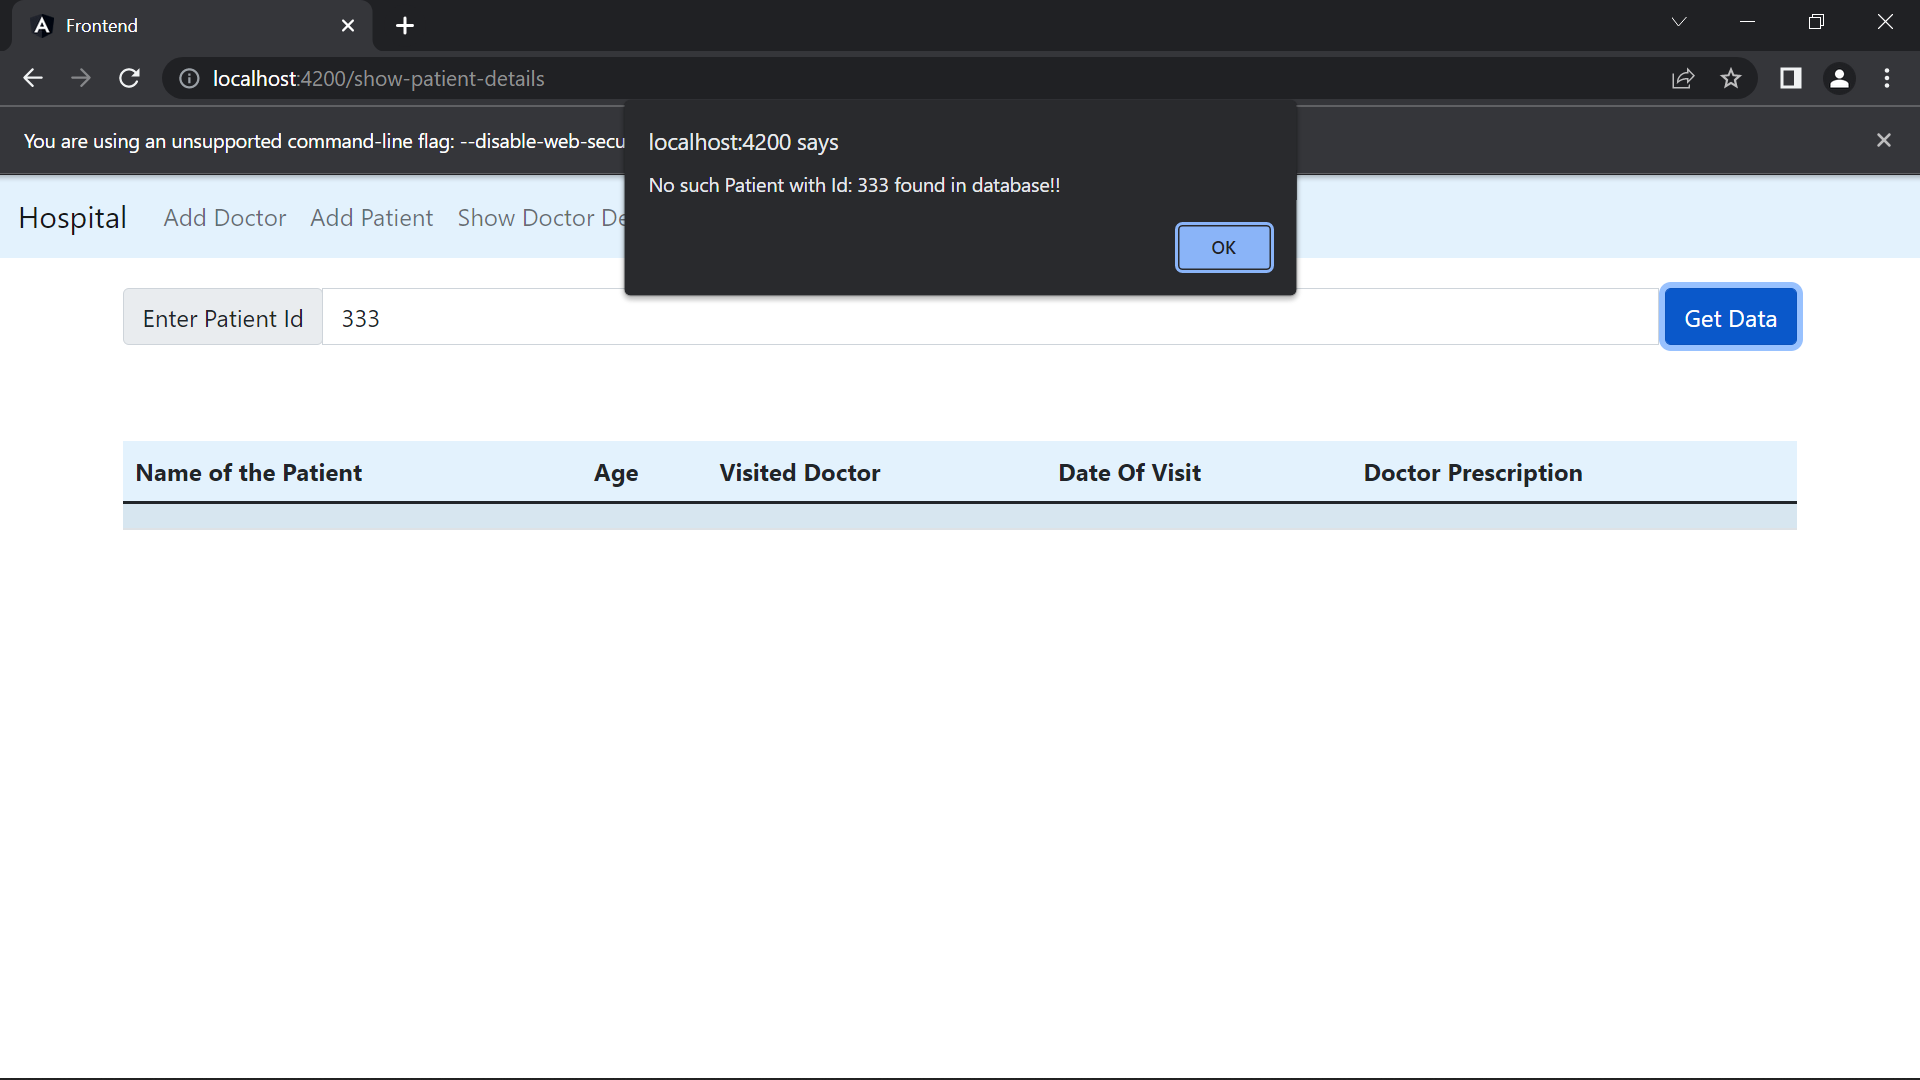 Frontend
localhost:4200/show-patient-details
You are using an unsupported command-line flag: --disable-web-secu
localhost:4200 says
No such Patient with Id: 333 found in database!!
OK
Hospital Add Doctor Add Patient Show Doctor De
Enter Patient Id 333 Get Data
Name of the Patient Age Visited Doctor Date Of Visit Doctor Prescription